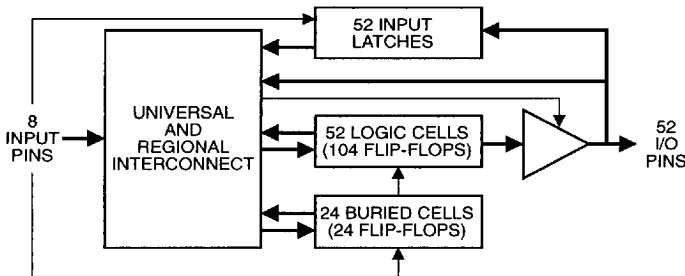 52 INPUT
LATCHES
8
INPUT
PINS
UNIVERSAL
AND
REGIONAL
INTERCONNECT
52 LOGIC CELLS
(104 FLIP-FLOPS)
52
I/O
PINS
24 BURIED CELLS
(24 FLIP-FLOPS)